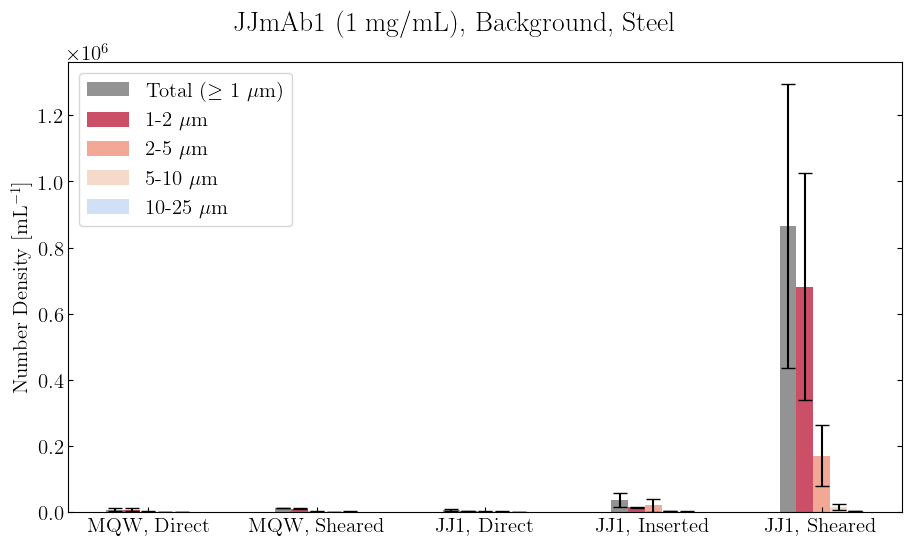 JJmAb1 (1 mg/mL), Background, Steel
×10⁶
Total (≥ 1 μm)
1-2 μm
2-5 μm
5-10 μm
10-25 μm
Number Density [mL⁻¹]
1.2
1.0
0.8
0.6
0.4
0.2
0.0
MQW, Direct
MQW, Sheared
JJ1, Direct
JJ1, Inserted
JJ1, Sheared